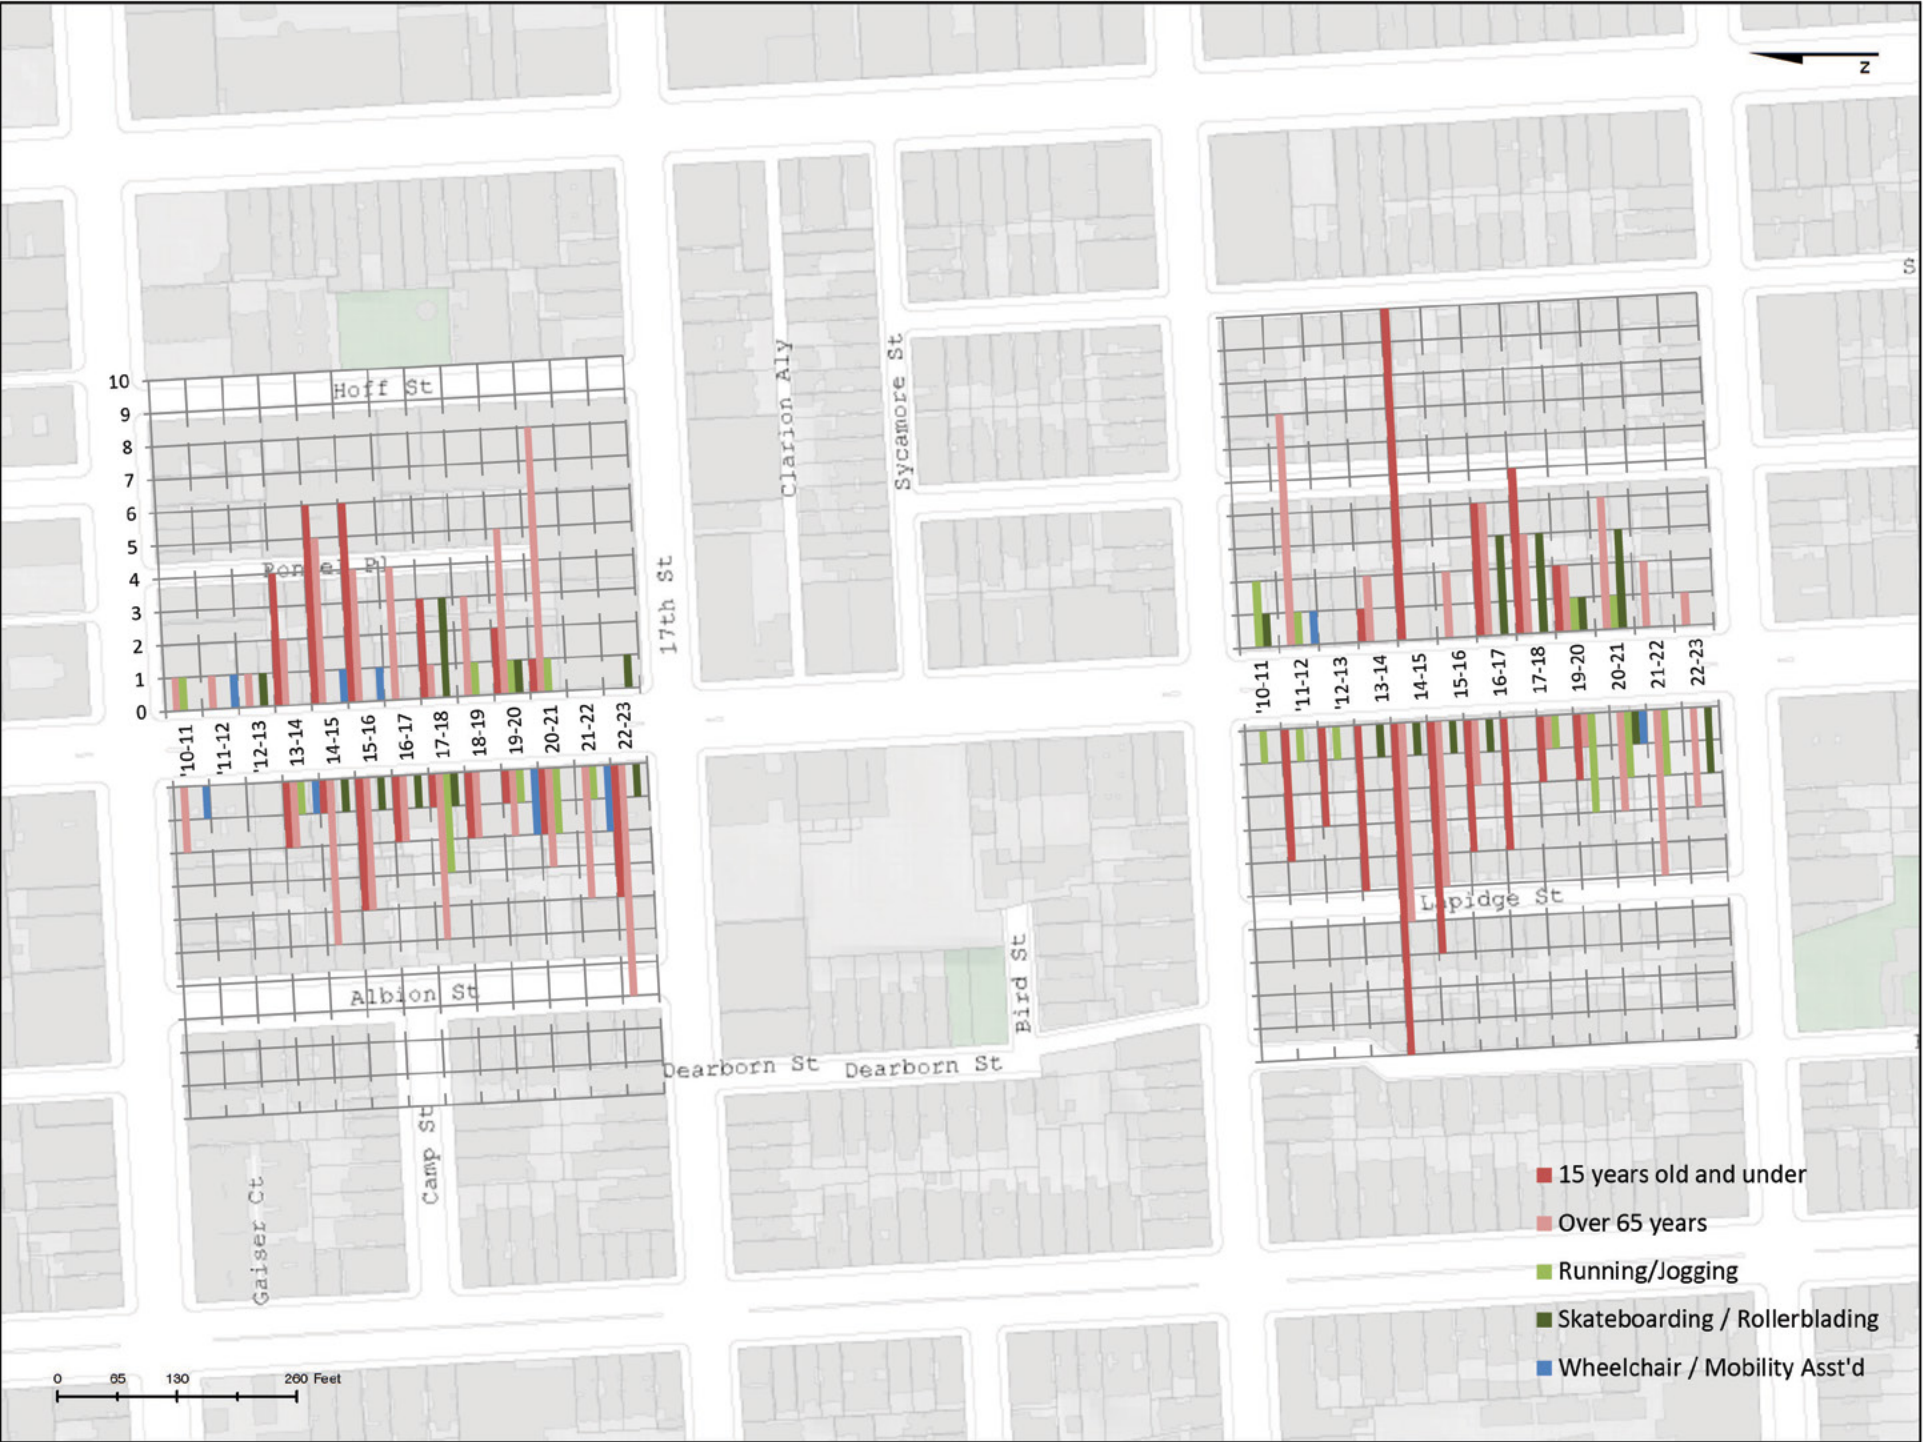 Z
S
Hoff St
10
9
8
7
6
5
4
3
2
1
0
Clarion Aly
Sycamore St
17th St
'10-11
'11-12
'12-13
13-14
14-15
15-16
16-17
17-18
18-19
19-20
20-21
21-22
22-23
'10-11
'11-12
'12-13
13-14
14-15
15-16
16-17
17-18
19-20
20-21
21-22
22-23
Lapidge St
Albion St
Bird St
Dearborn St
Dearborn St
Camp St
Gaiser Ct
15 years old and under
Over 65 years
Running/Jogging
Skateboarding / Rollerblading
Wheelchair / Mobility Asst'd
0 65 130 260 Feet